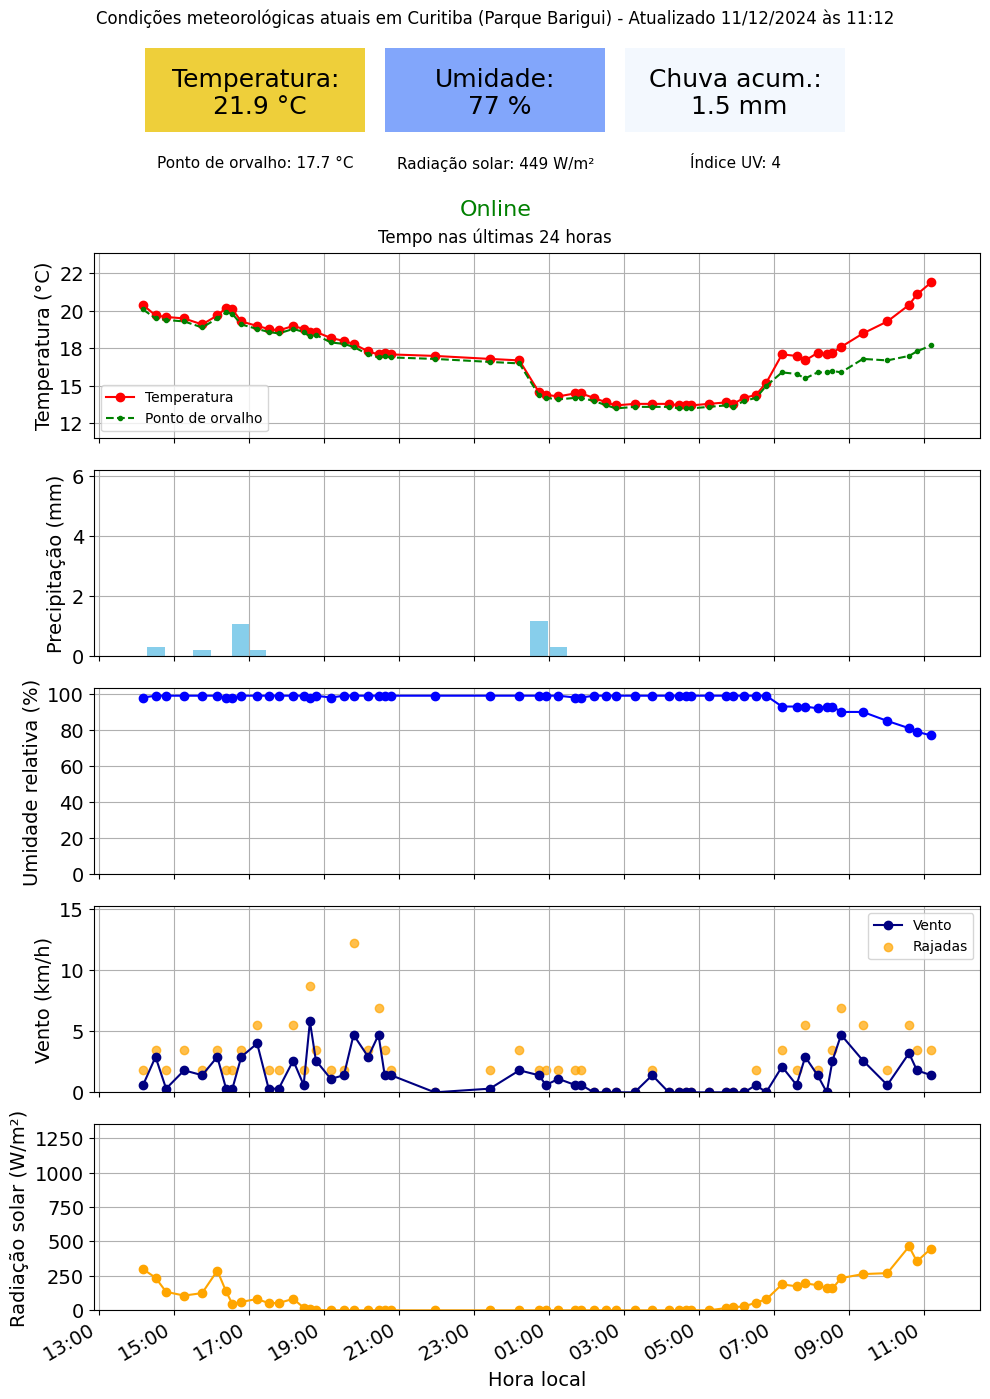 Condições meteorológicas atuais em Curitiba (Parque Barigui) - Atualizado 11/12/2024 às 11:12
Temperatura:
21.9 °C
Umidade:
77 %
Chuva acum.:
1.5 mm
Ponto de orvalho: 17.7 °C
Radiação solar: 449 W/m²
Índice UV: 4
Online
Tempo nas últimas 24 horas
Temperatura (°C)
22
20
18
15
12
Temperatura
Ponto de orvalho
Precipitação (mm)
6
4
2
0
Umidade relativa (%)
100
80
60
40
20
0
Vento (km/h)
15
10
5
0
Vento
Rajadas
Radiação solar (W/m²)
1250
1000
750
500
250
0
13:00
15:00
17:00
19:00
21:00
23:00
01:00
03:00
05:00
07:00
09:00
11:00
Hora local